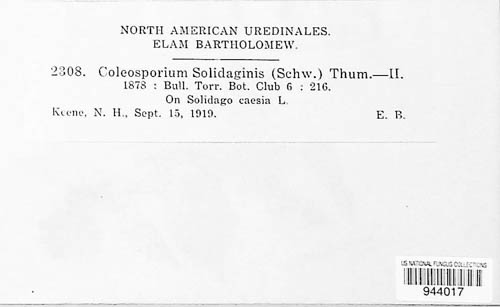 NORTH AMERICAN UREDINALES.
ELAM BARTHOLOMEW.
2308. Coleosporium Solidaginis (Schw.) Thum.—II.
1878 : Bull. Torr. Bot. Club 6 : 216.
On Solidago caesia L.
Keene, N. H., Sept. 15, 1919. E. B.
US NATIONAL FUNGUS COLLECTIONS
944017